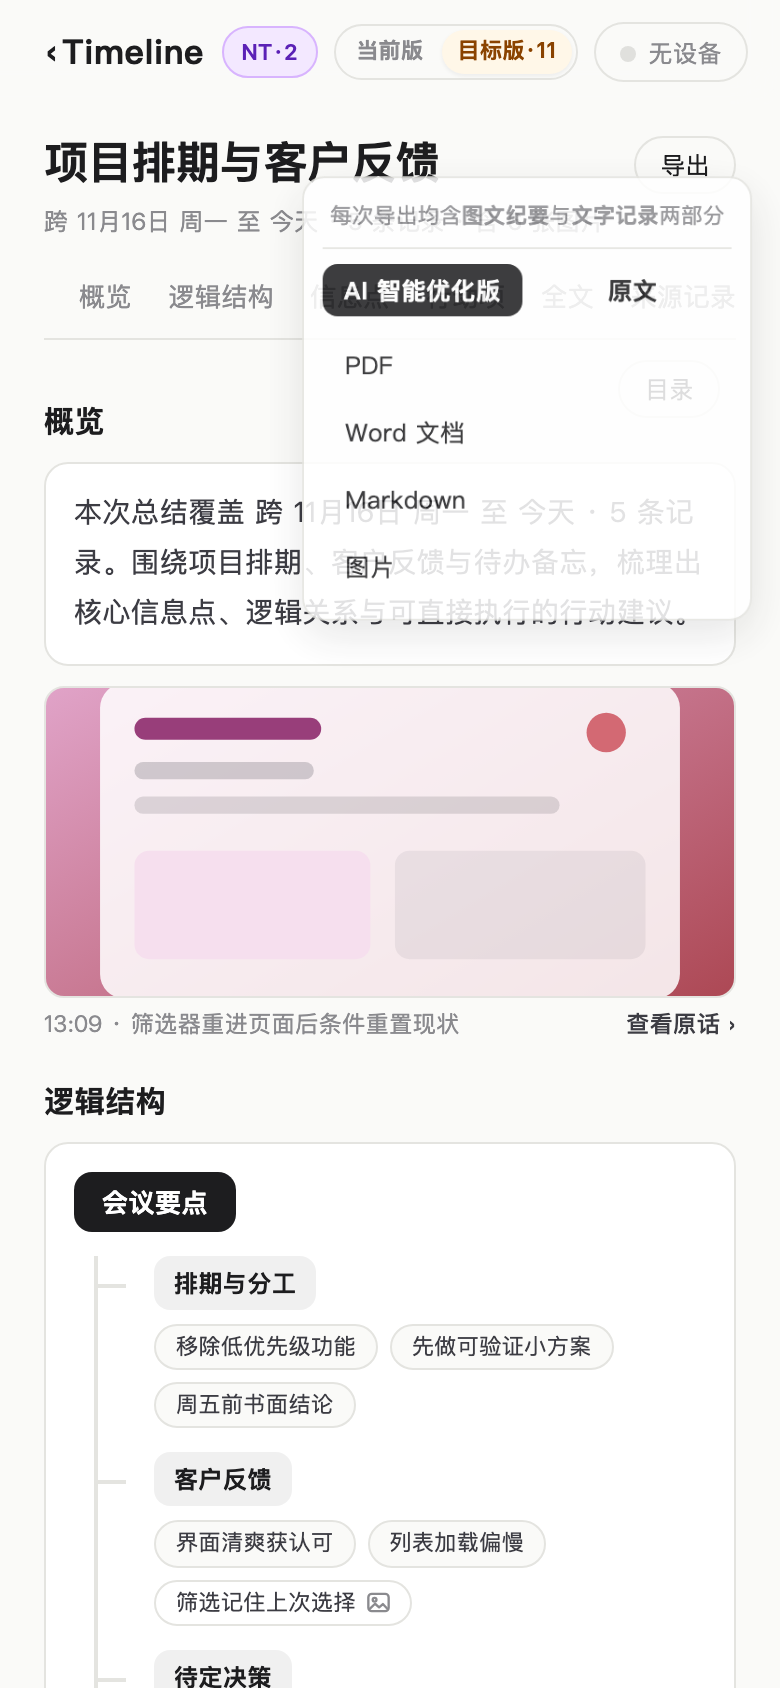 ‹ Timeline NT·2 当前版 目标版·11 无设备
项目排期与客户反馈 导出
跨 11月16日 周一 至 今天
每次导出均含图文纪要与文字记录两部分
概览 逻辑结构 信息点 行动项 全文 来源记录
AI 智能优化版 原文
PDF
目录
Word 文档
Markdown
图片
概览
本次总结覆盖 跨 11月16日 周一 至 今天 · 5 条记
录。围绕项目排期、客户反馈与待办备忘，梳理出
核心信息点、逻辑关系与可直接执行的行动建议。
13:09 · 筛选器重进页面后条件重置现状 查看原话 ›
逻辑结构
会议要点
排期与分工
移除低优先级功能 先做可验证小方案
周五前书面结论
客户反馈
界面清爽获认可 列表加载偏慢
筛选记住上次选择
待定决策